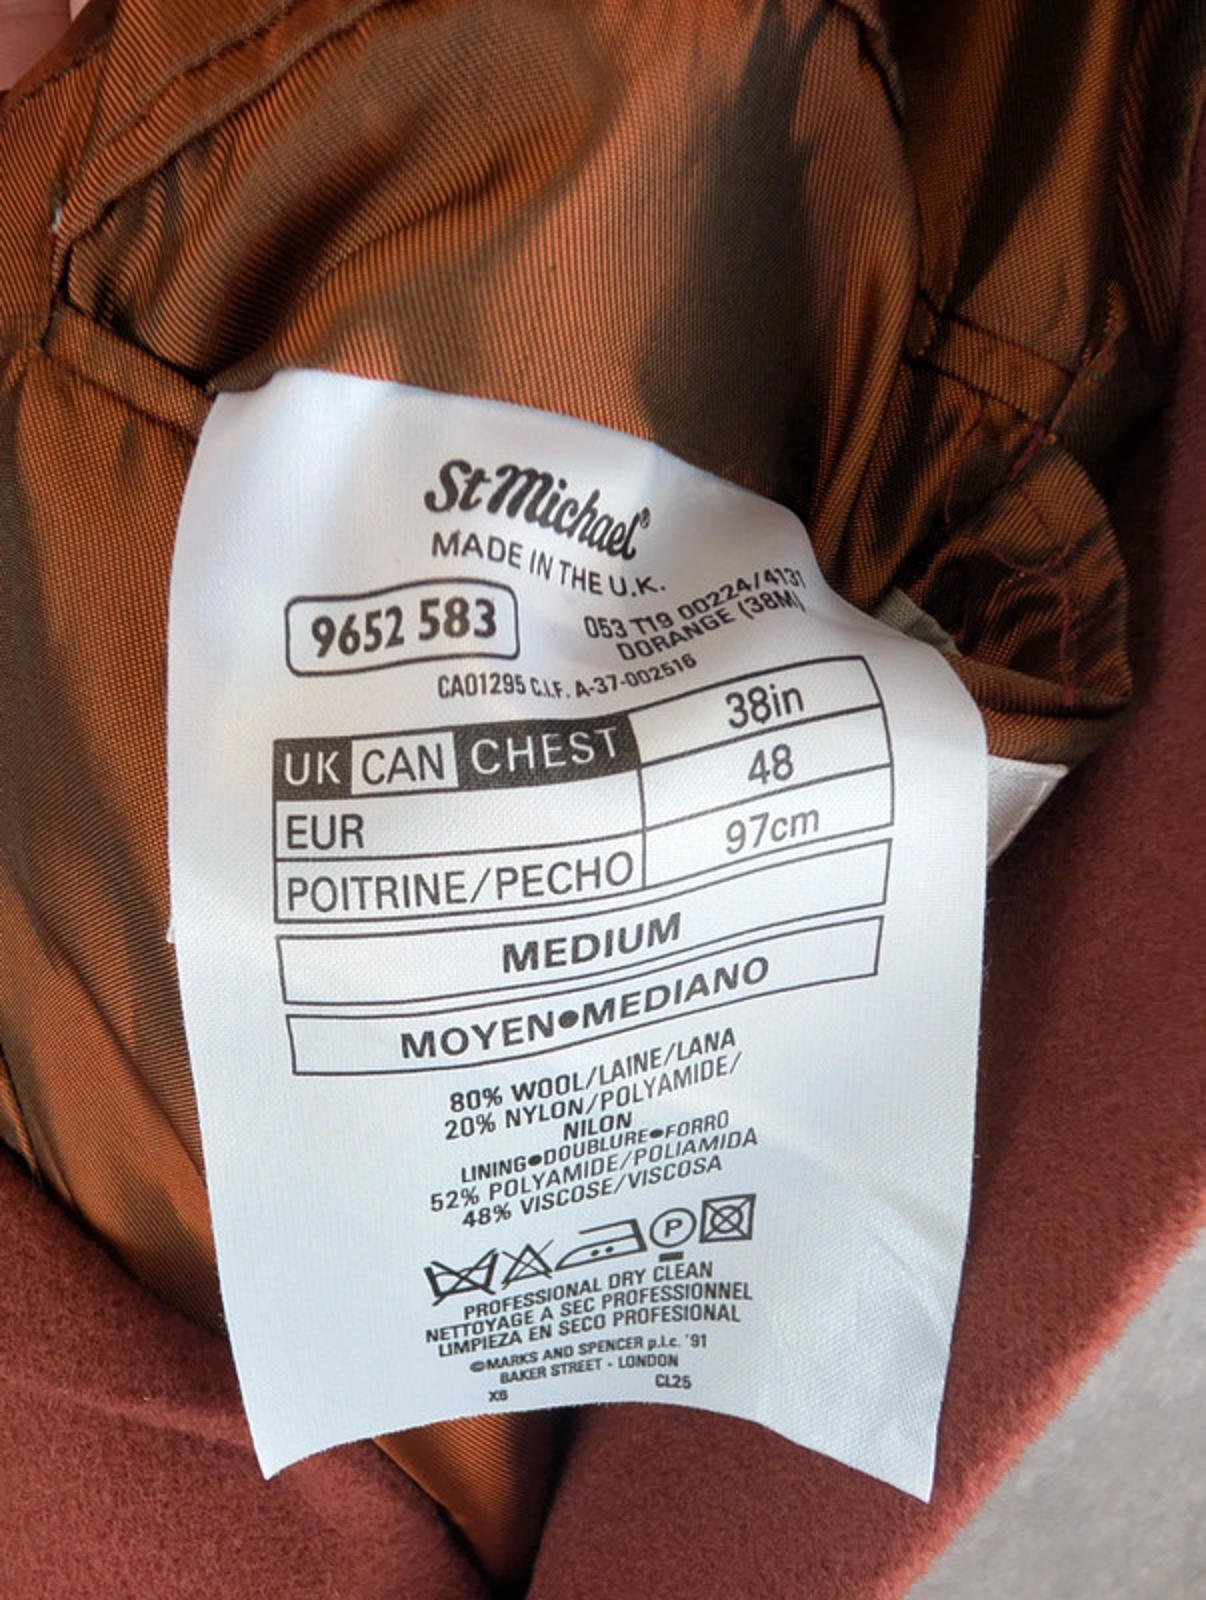 St Michael®
MADE IN THE U.K.
9652 583
053 T19 00224/4131
DORANGE (38M)
CA01295 C.I.F. A-37-002516
UK CAN CHEST 38in
EUR 48
POITRINE/PECHO 97cm
MEDIUM
MOYEN●MEDIANO
80% WOOL/LAINE/LANA
20% NYLON/POLYAMIDE/
NILON
LINING●DOUBLURE●FORRO
52% POLYAMIDE/POLIAMIDA
48% VISCOSE/VISCOSA
P
PROFESSIONAL DRY CLEAN
NETTOYAGE A SEC PROFESSIONNEL
LIMPIEZA EN SECO PROFESIONAL
©MARKS AND SPENCER p.l.c. '91
BAKER STREET - LONDON
X6 CL25